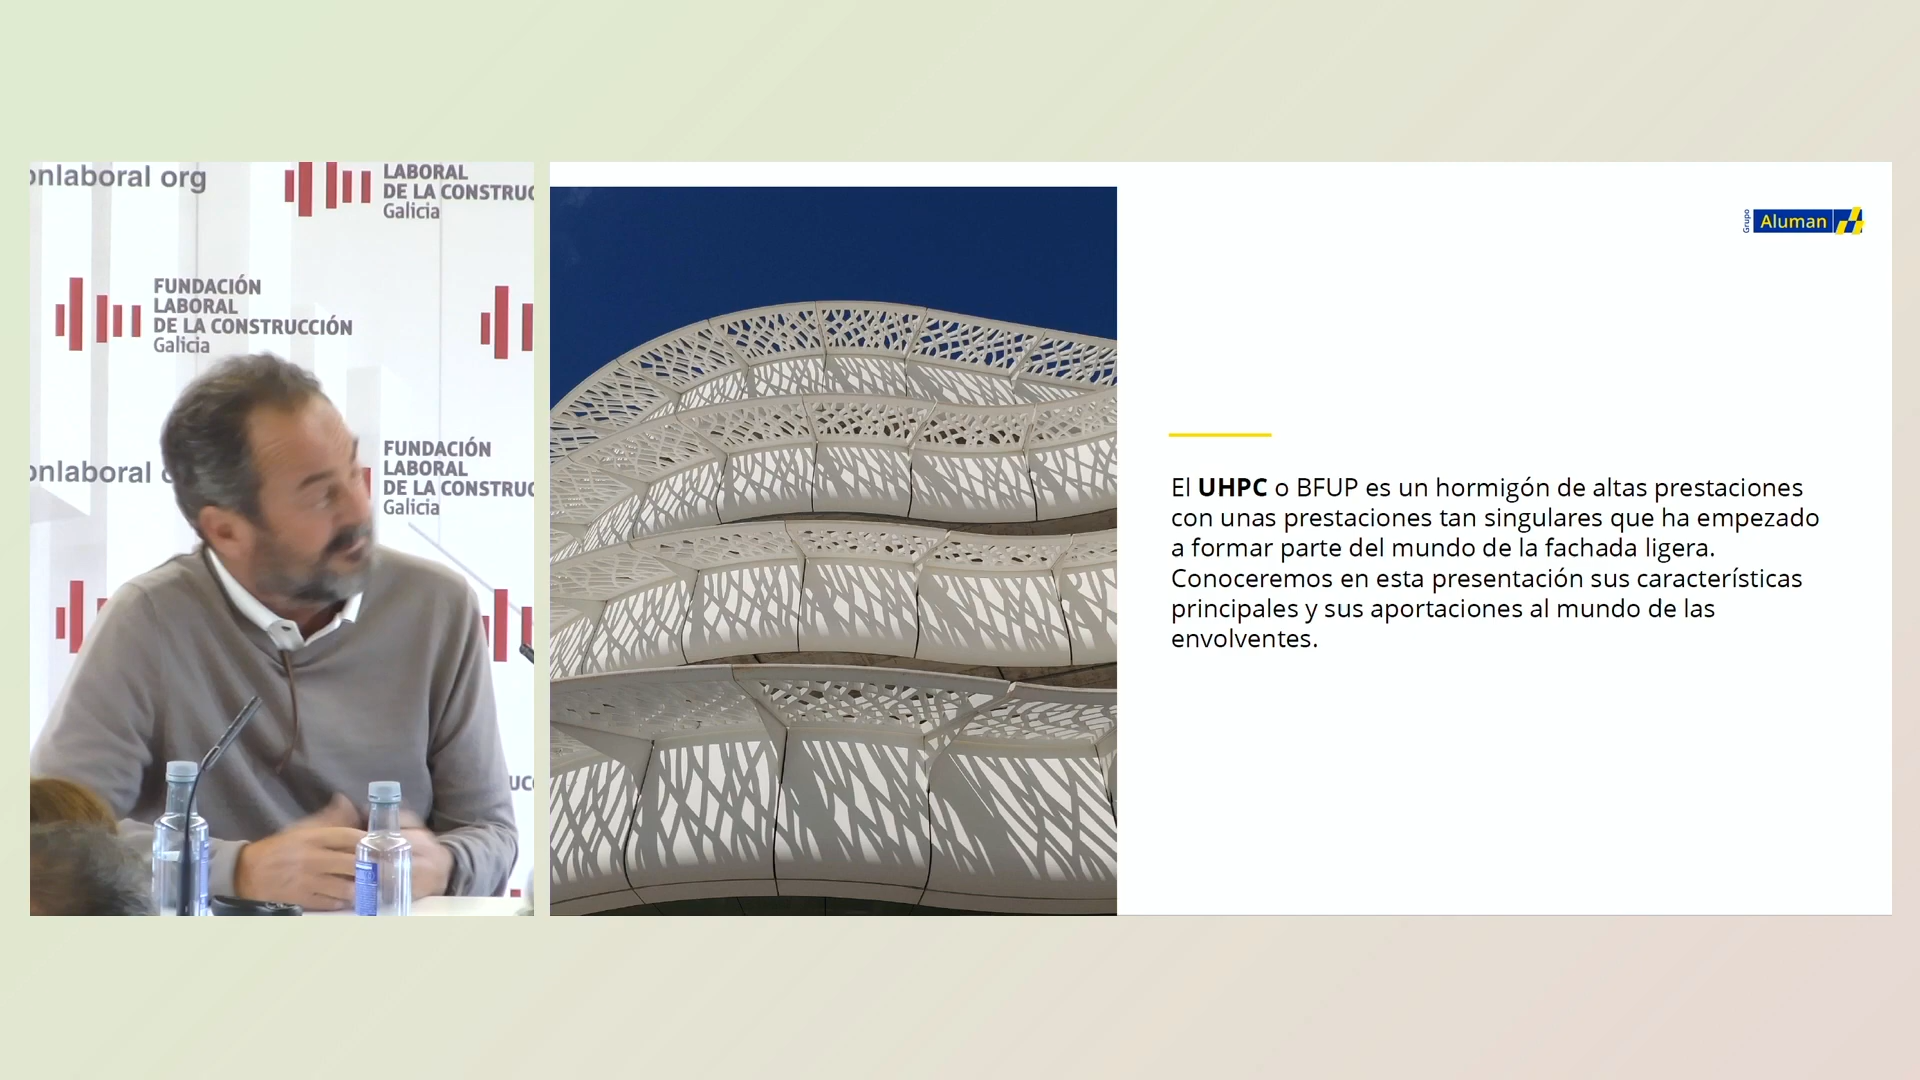 onlaboral org
LABORAL
DE LA CONSTRUC
Galicia
FUNDACIÓN
LABORAL
DE LA CONSTRUCCIÓN
Galicia
onlaboral o
FUNDACIÓN
LABORAL
DE LA CONSTRUC
Galicia
UC
Grupo Aluman
El UHPC o BFUP es un hormigón de altas prestaciones
con unas prestaciones tan singulares que ha empezado
a formar parte del mundo de la fachada ligera.
Conoceremos en esta presentación sus características
principales y sus aportaciones al mundo de las
envolventes.